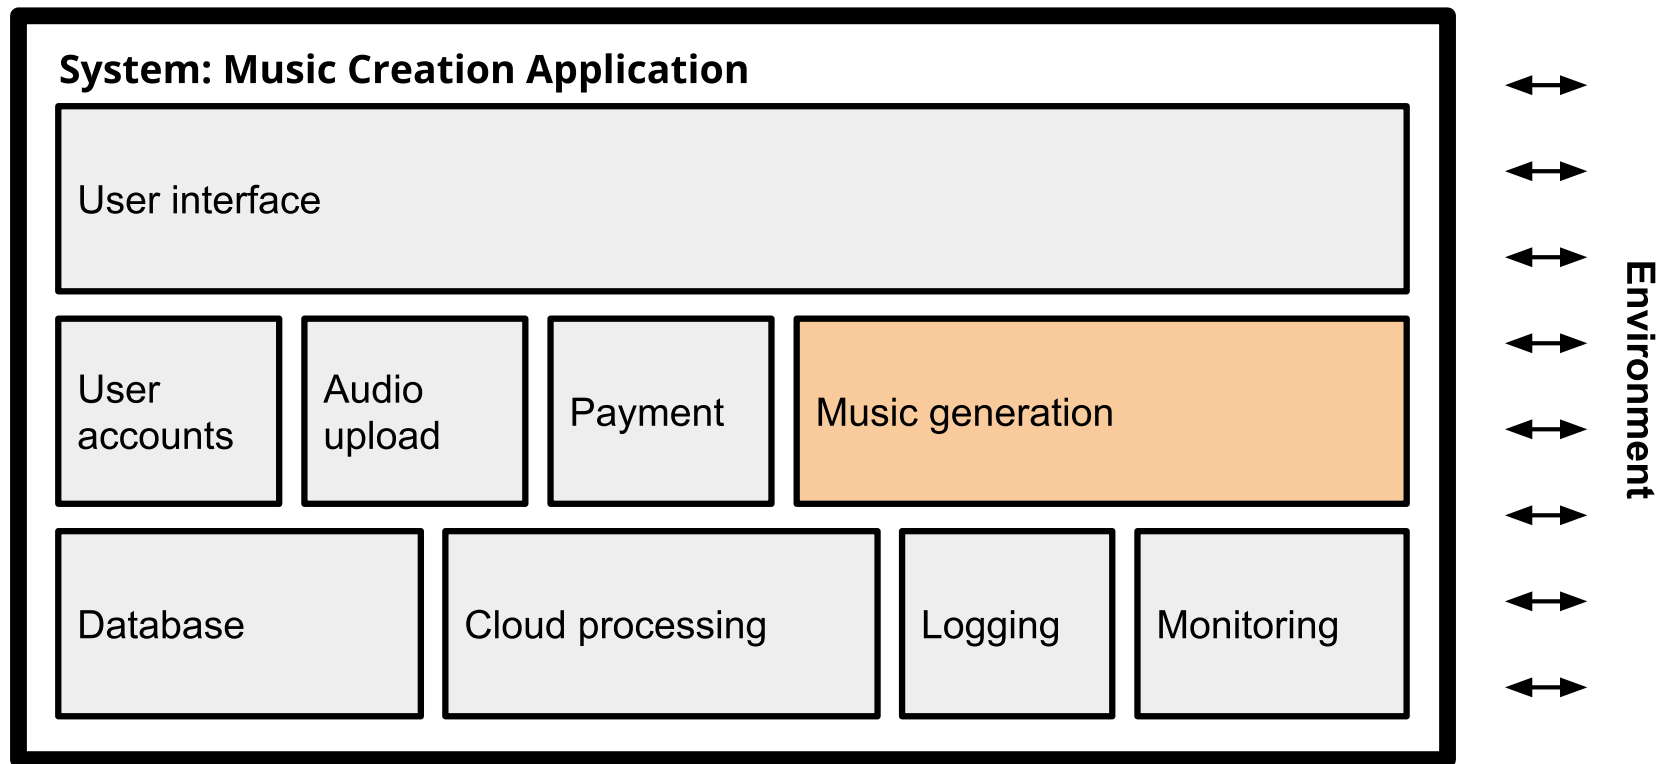 System: Music Creation Application
User interface
User
accounts
Audio
upload
Payment
Music generation
Database
Cloud processing
Logging
Monitoring
Environment